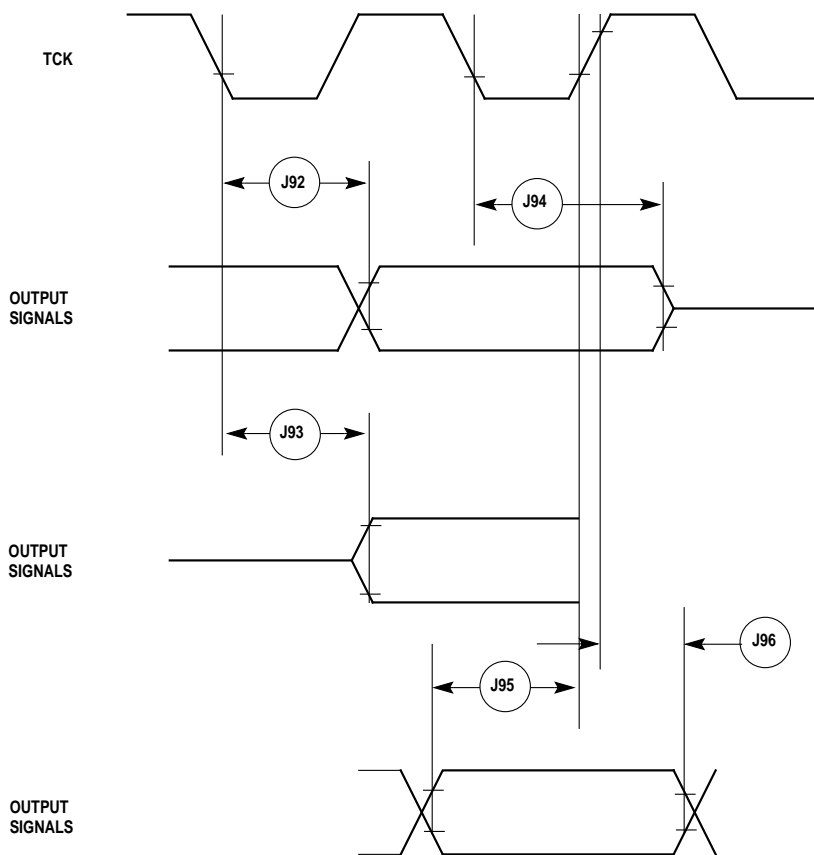 TCK
J92
J94
OUTPUT
SIGNALS
J93
OUTPUT
SIGNALS
J96
J95
OUTPUT
SIGNALS